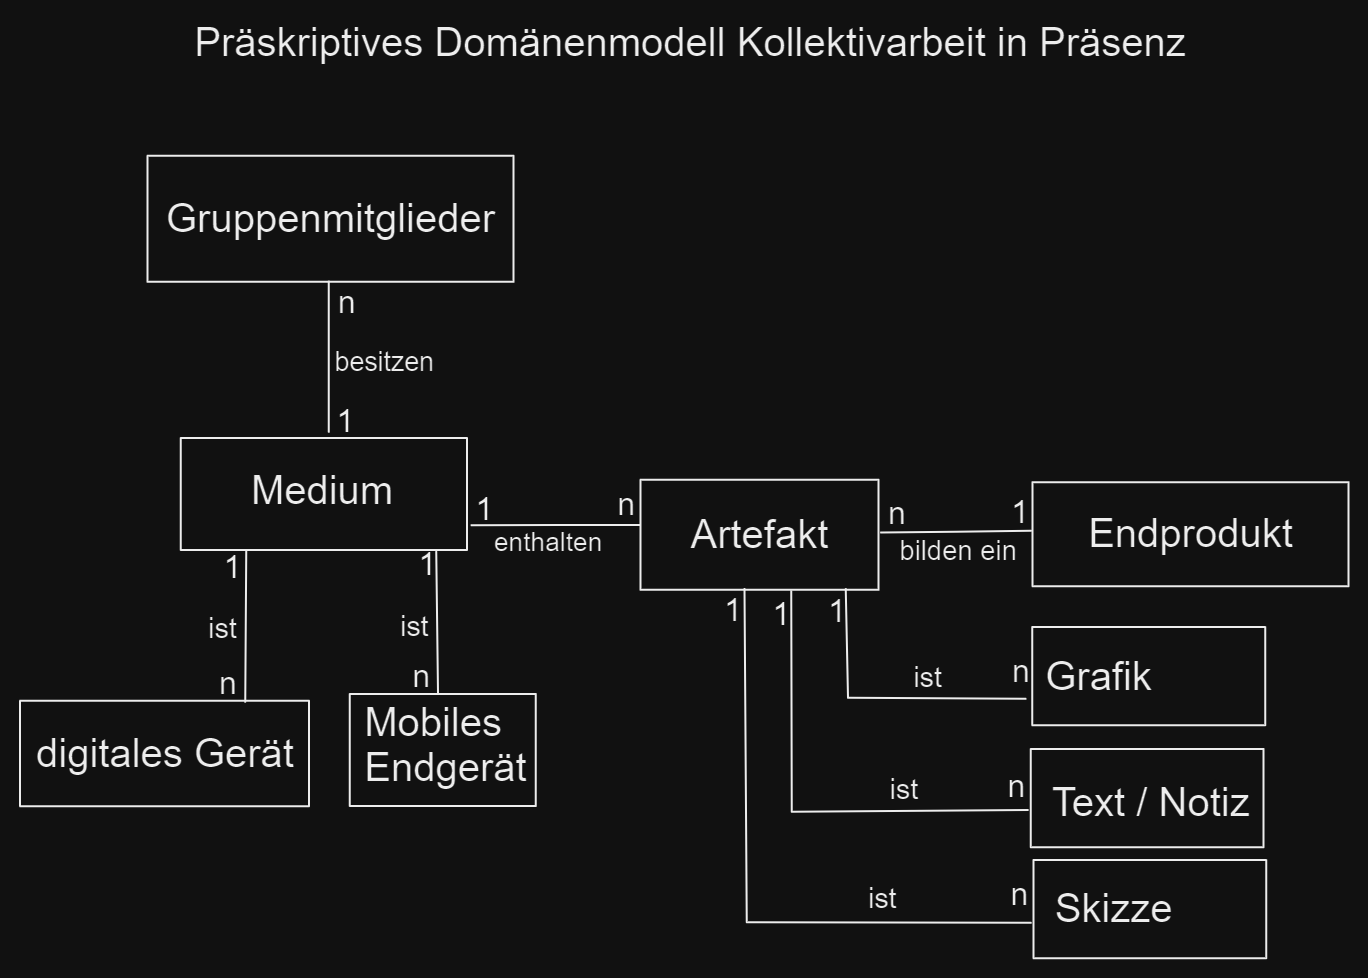 Präskriptives Domänenmodell Kollektivarbeit in Präsenz
Gruppenmitglieder
n
besitzen
1
Medium
1
enthalten
n
Artefakt
n
bilden ein
1
Endprodukt
1
ist
n
digitales Gerät
1
ist
n
Mobiles
Endgerät
1
1
1
ist
n
Grafik
ist
n
Text / Notiz
ist
n
Skizze